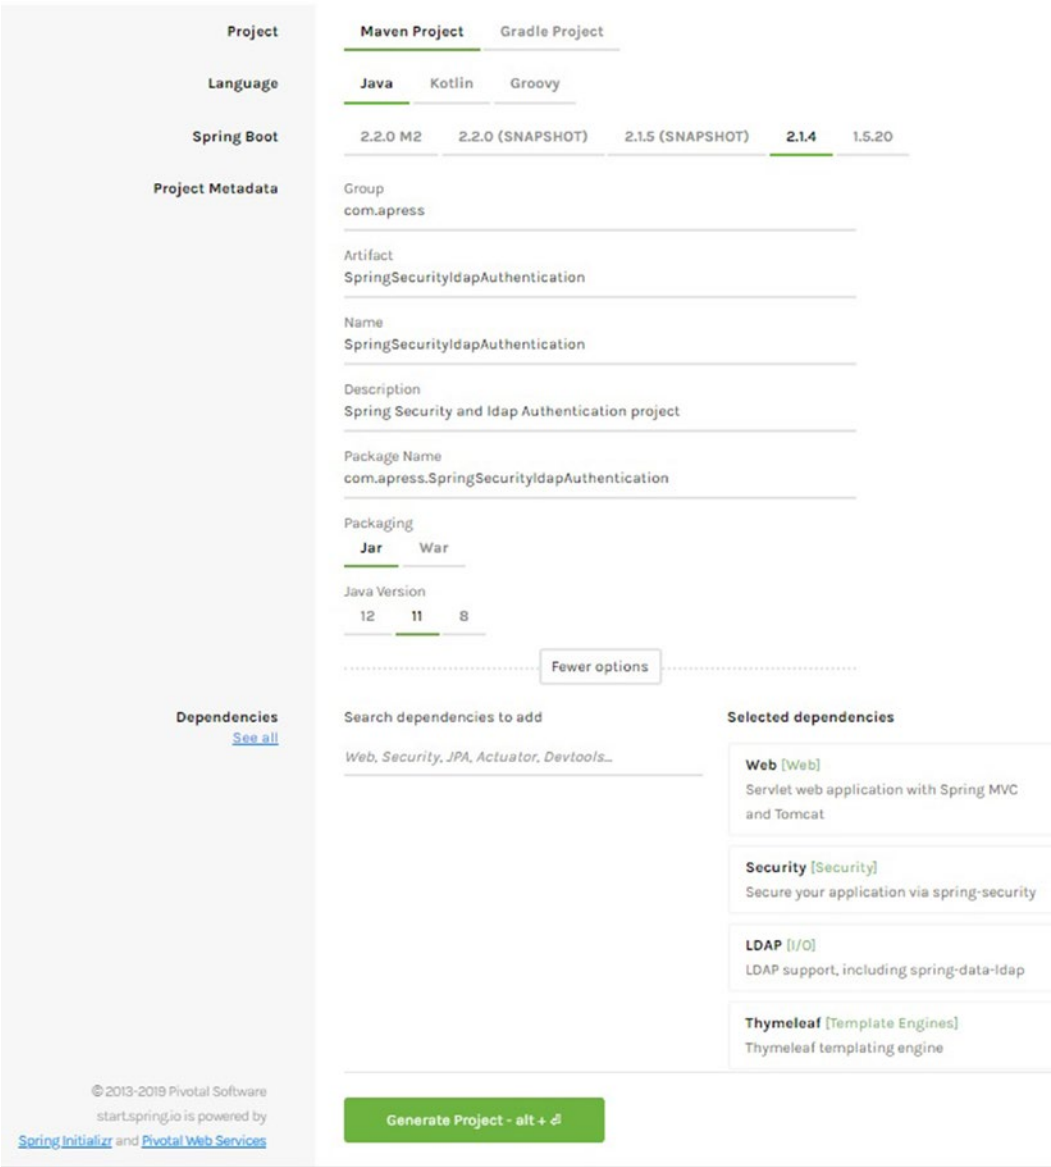 Project
Maven Project Gradle Project
Language
Java Kotlin Groovy
Spring Boot
2.2.0 M2 2.2.0 (SNAPSHOT) 2.1.5 (SNAPSHOT) 2.1.4 1.5.20
Project Metadata
Group
com.apress
Artifact
SpringSecurityldapAuthentication
Name
SpringSecurityldapAuthentication
Description
Spring Security and ldap Authentication project
Package Name
com.apress.SpringSecurityldapAuthentication
Packaging
Jar War
Java Version
12 11 8
Fewer options
Dependencies
See all
Search dependencies to add
Web, Security, JPA, Actuator, Devtools...
Selected dependencies
Web [Web]
Servlet web application with Spring MVC
and Tomcat
Security [Security]
Secure your application via spring-security
LDAP [I/O]
LDAP support, including spring-data-ldap
Thymeleaf [Template Engines]
Thymeleaf templating engine
© 2013-2019 Pivotal Software
start.spring.io is powered by
Spring Initializr and Pivotal Web Services
Generate Project - alt + ⏎